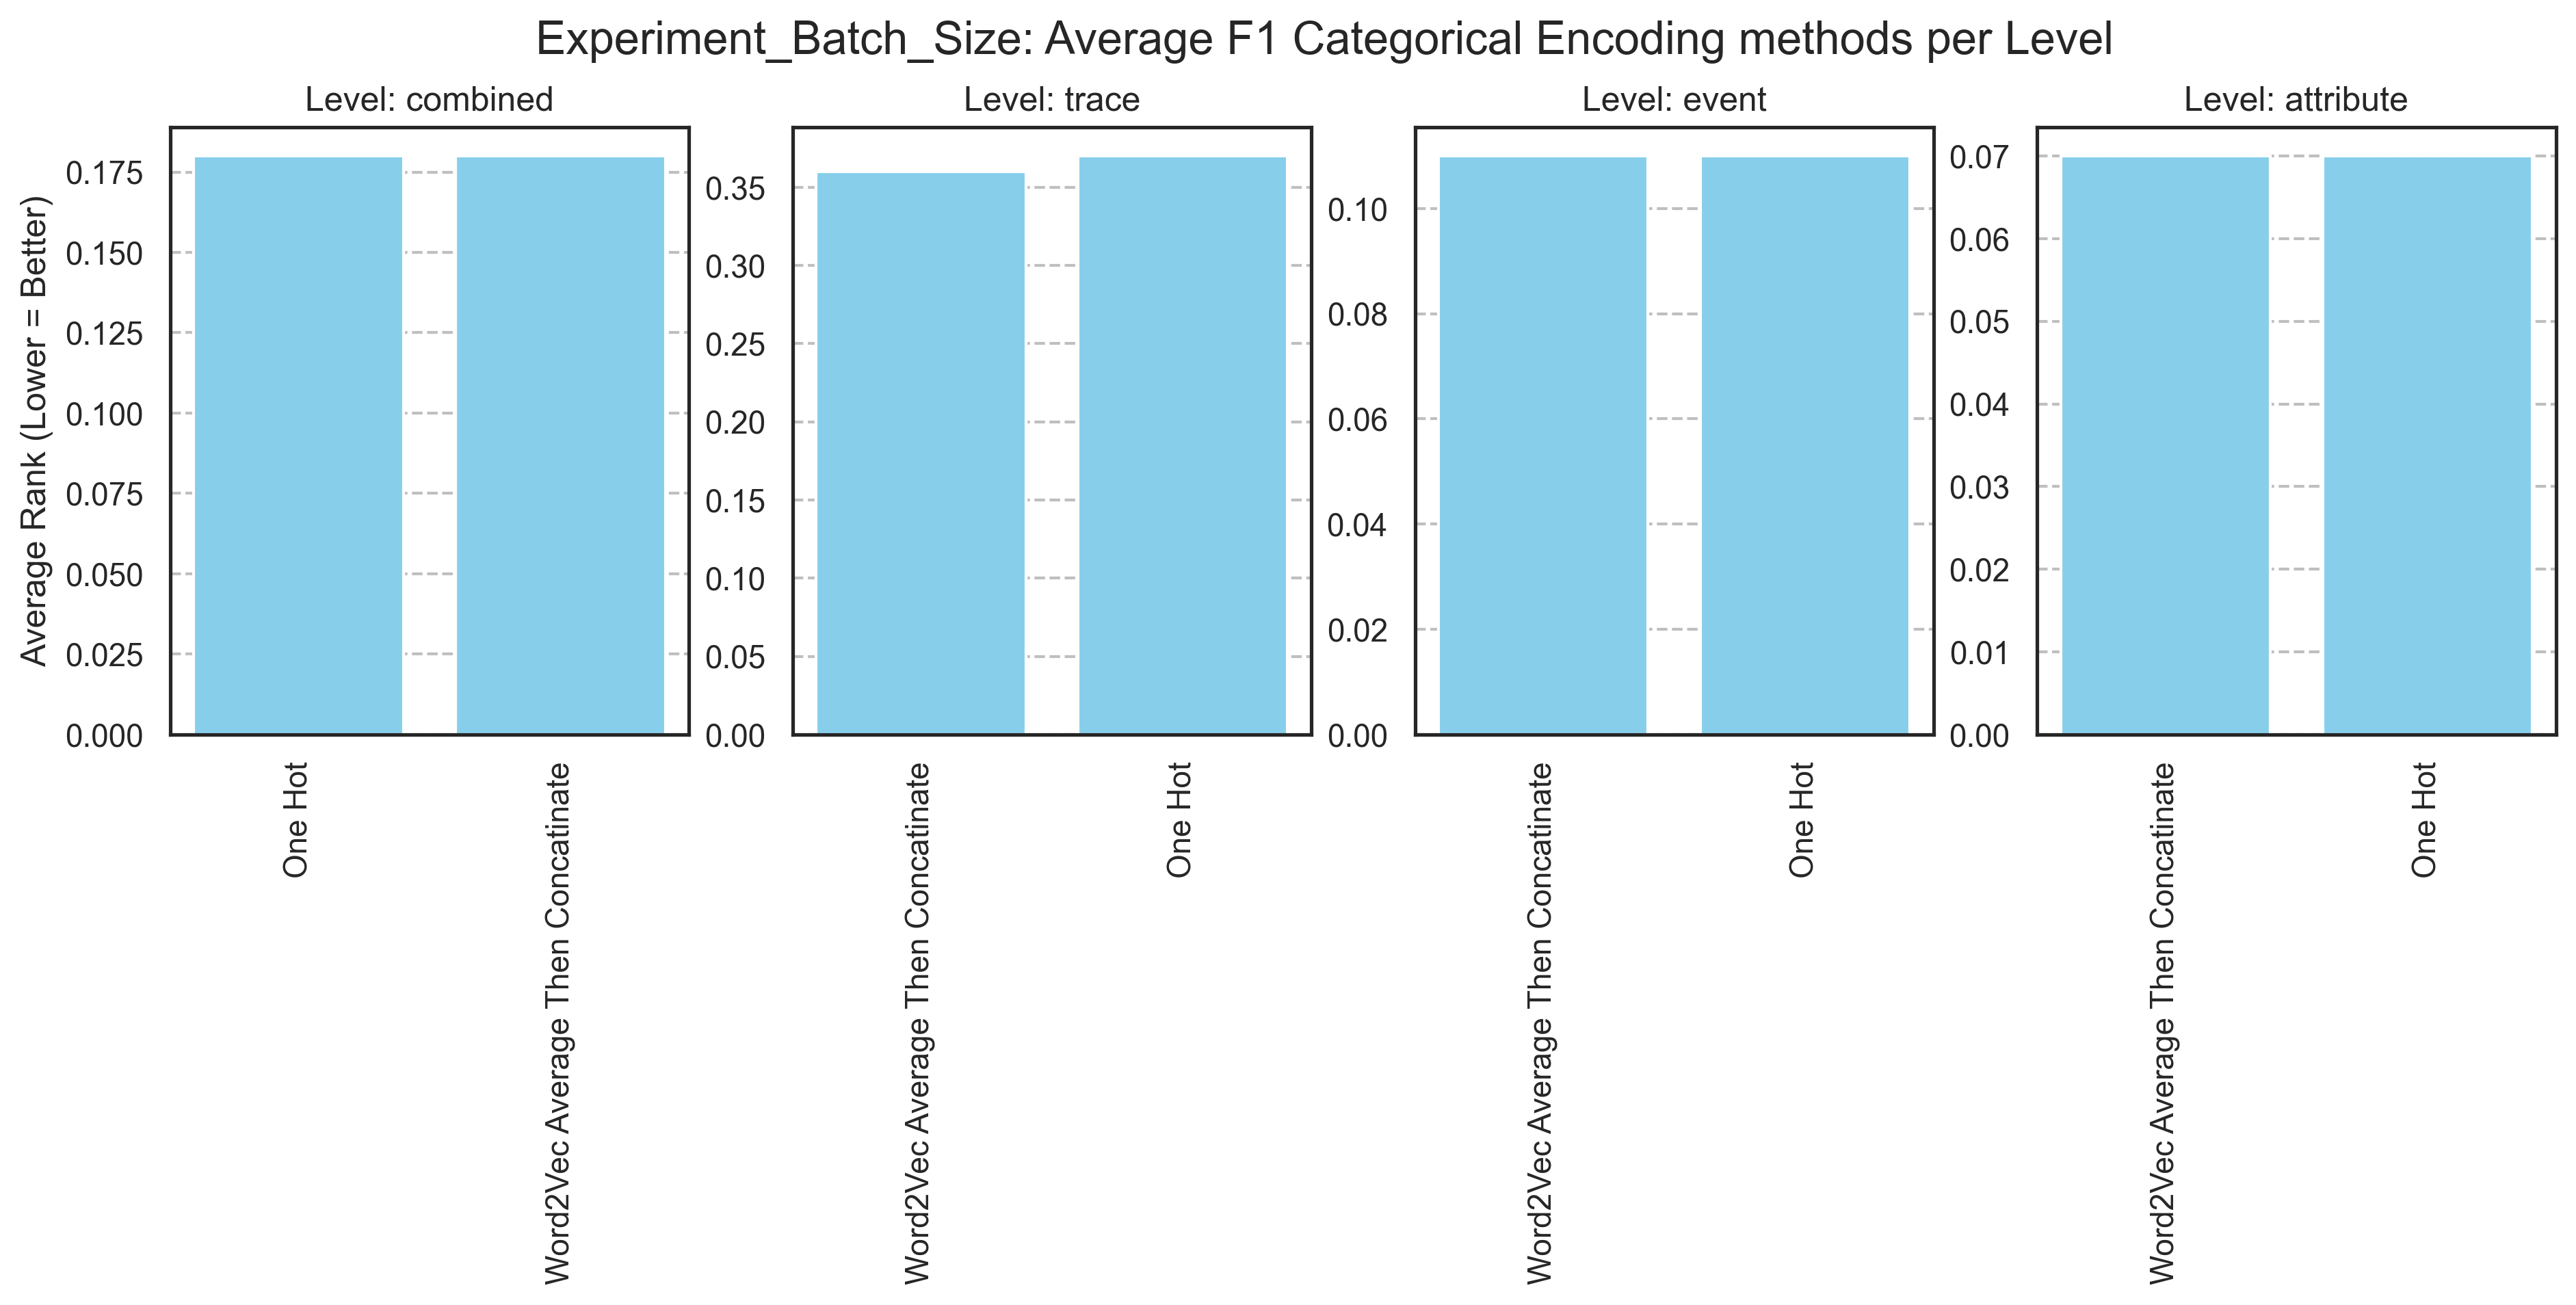 Experiment_Batch_Size: Average F1 Categorical Encoding methods per Level
Level: combined
Level: trace
Level: event
Level: attribute
Average Rank (Lower = Better)
0.175
0.150
0.125
0.100
0.075
0.050
0.025
0.000
One Hot
Word2Vec Average Then Concatinate
0.35
0.30
0.25
0.20
0.15
0.10
0.05
0.00
Word2Vec Average Then Concatinate
One Hot
0.10
0.08
0.06
0.04
0.02
0.00
Word2Vec Average Then Concatinate
One Hot
0.07
0.06
0.05
0.04
0.03
0.02
0.01
0.00
Word2Vec Average Then Concatinate
One Hot